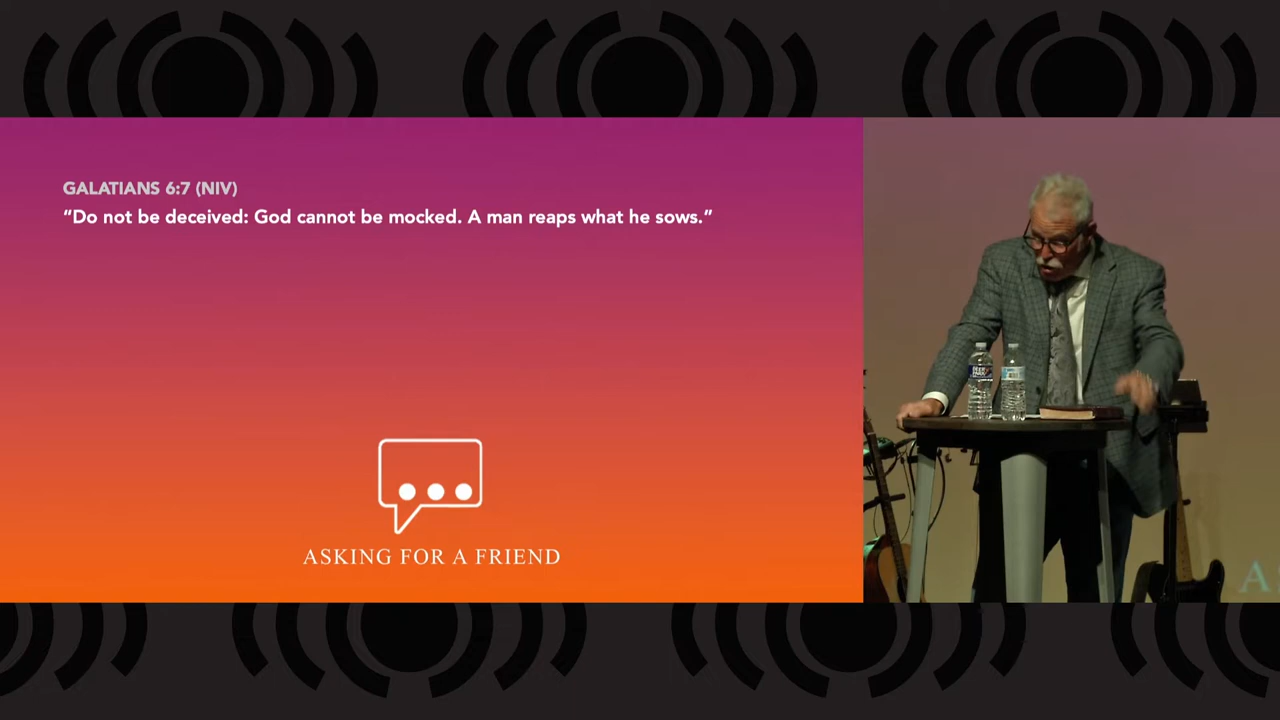 GALATIANS 6:7 (NIV)
“Do not be deceived: God cannot be mocked. A man reaps what he sows.”
ASKING FOR A FRIEND
A